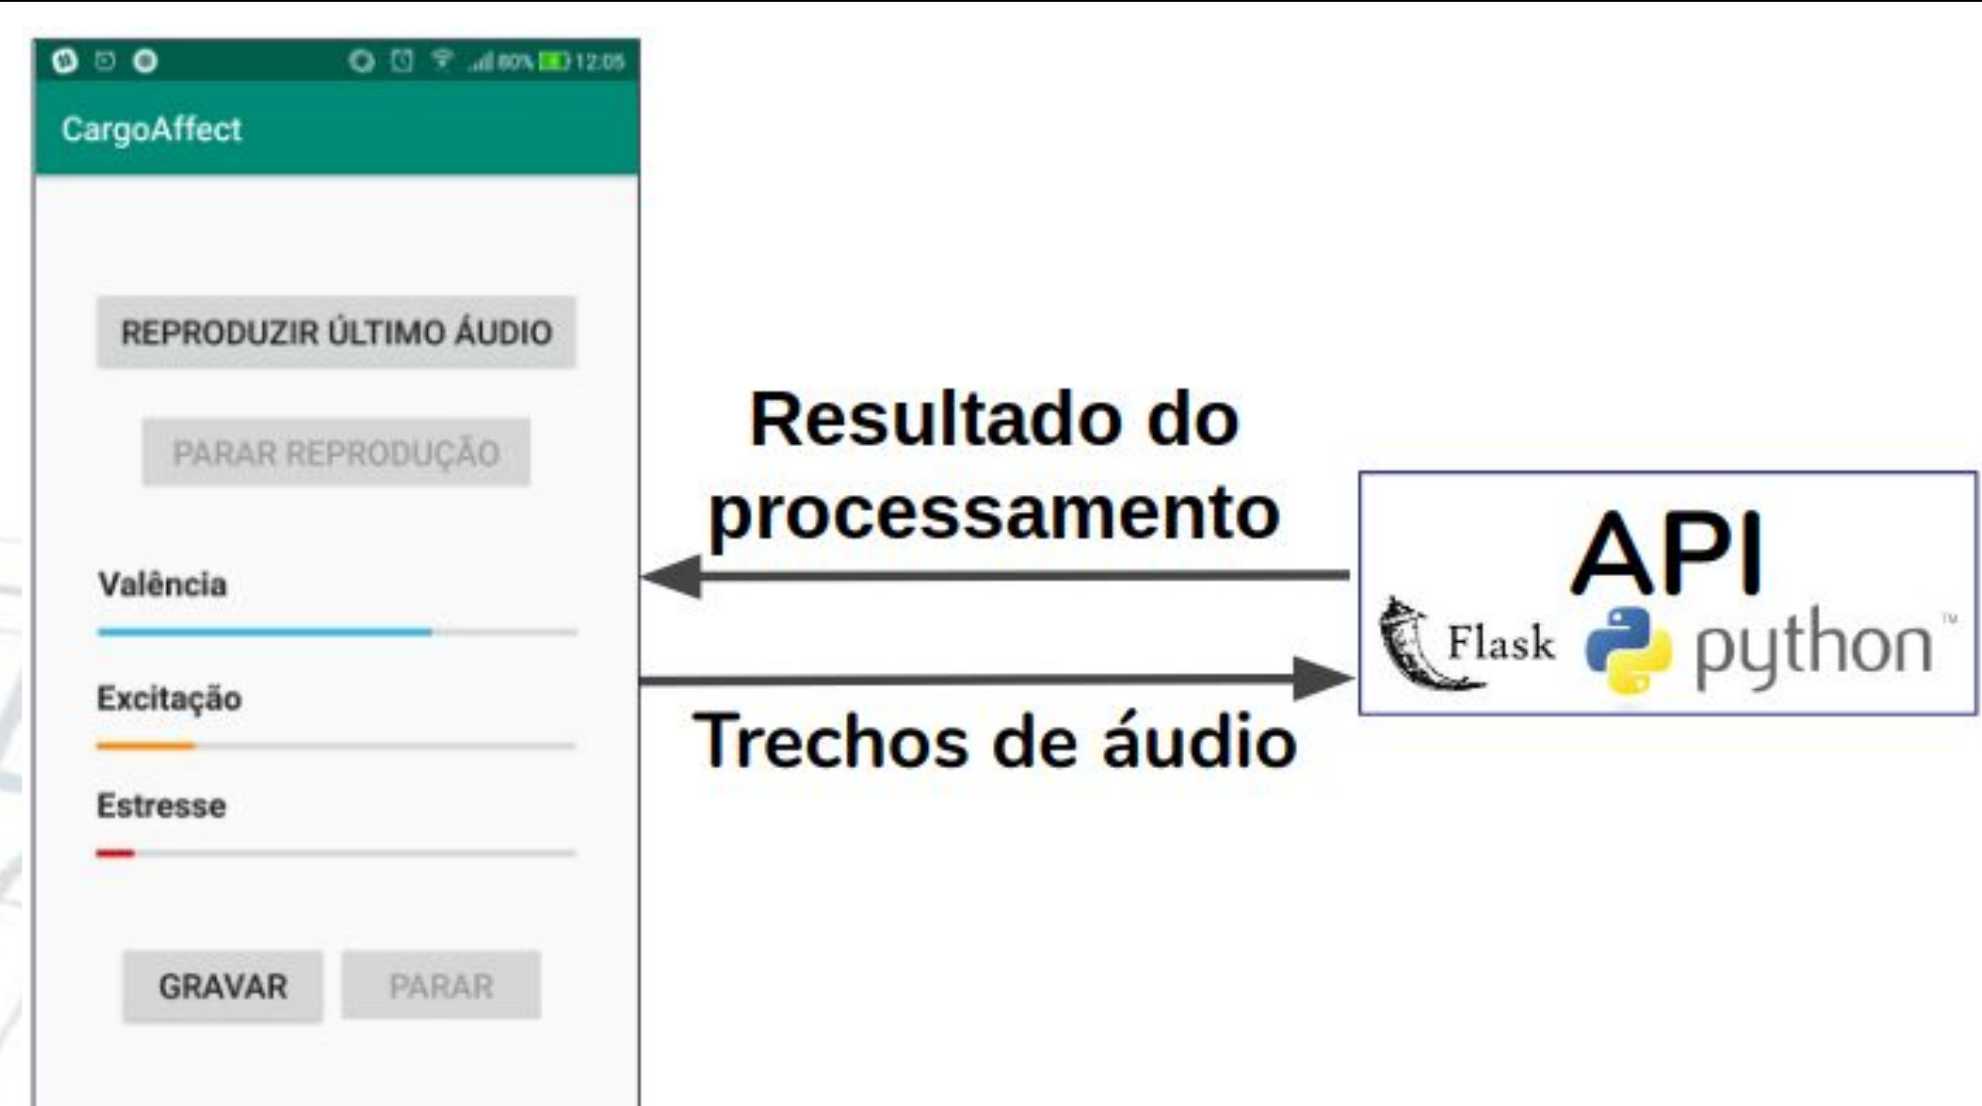 80% 12:05
CargoAffect
REPRODUZIR ÚLTIMO ÁUDIO
PARAR REPRODUÇÃO
Valência
Excitação
Estresse
GRAVAR PARAR
Resultado do
processamento
Trechos de áudio
API
Flask python™